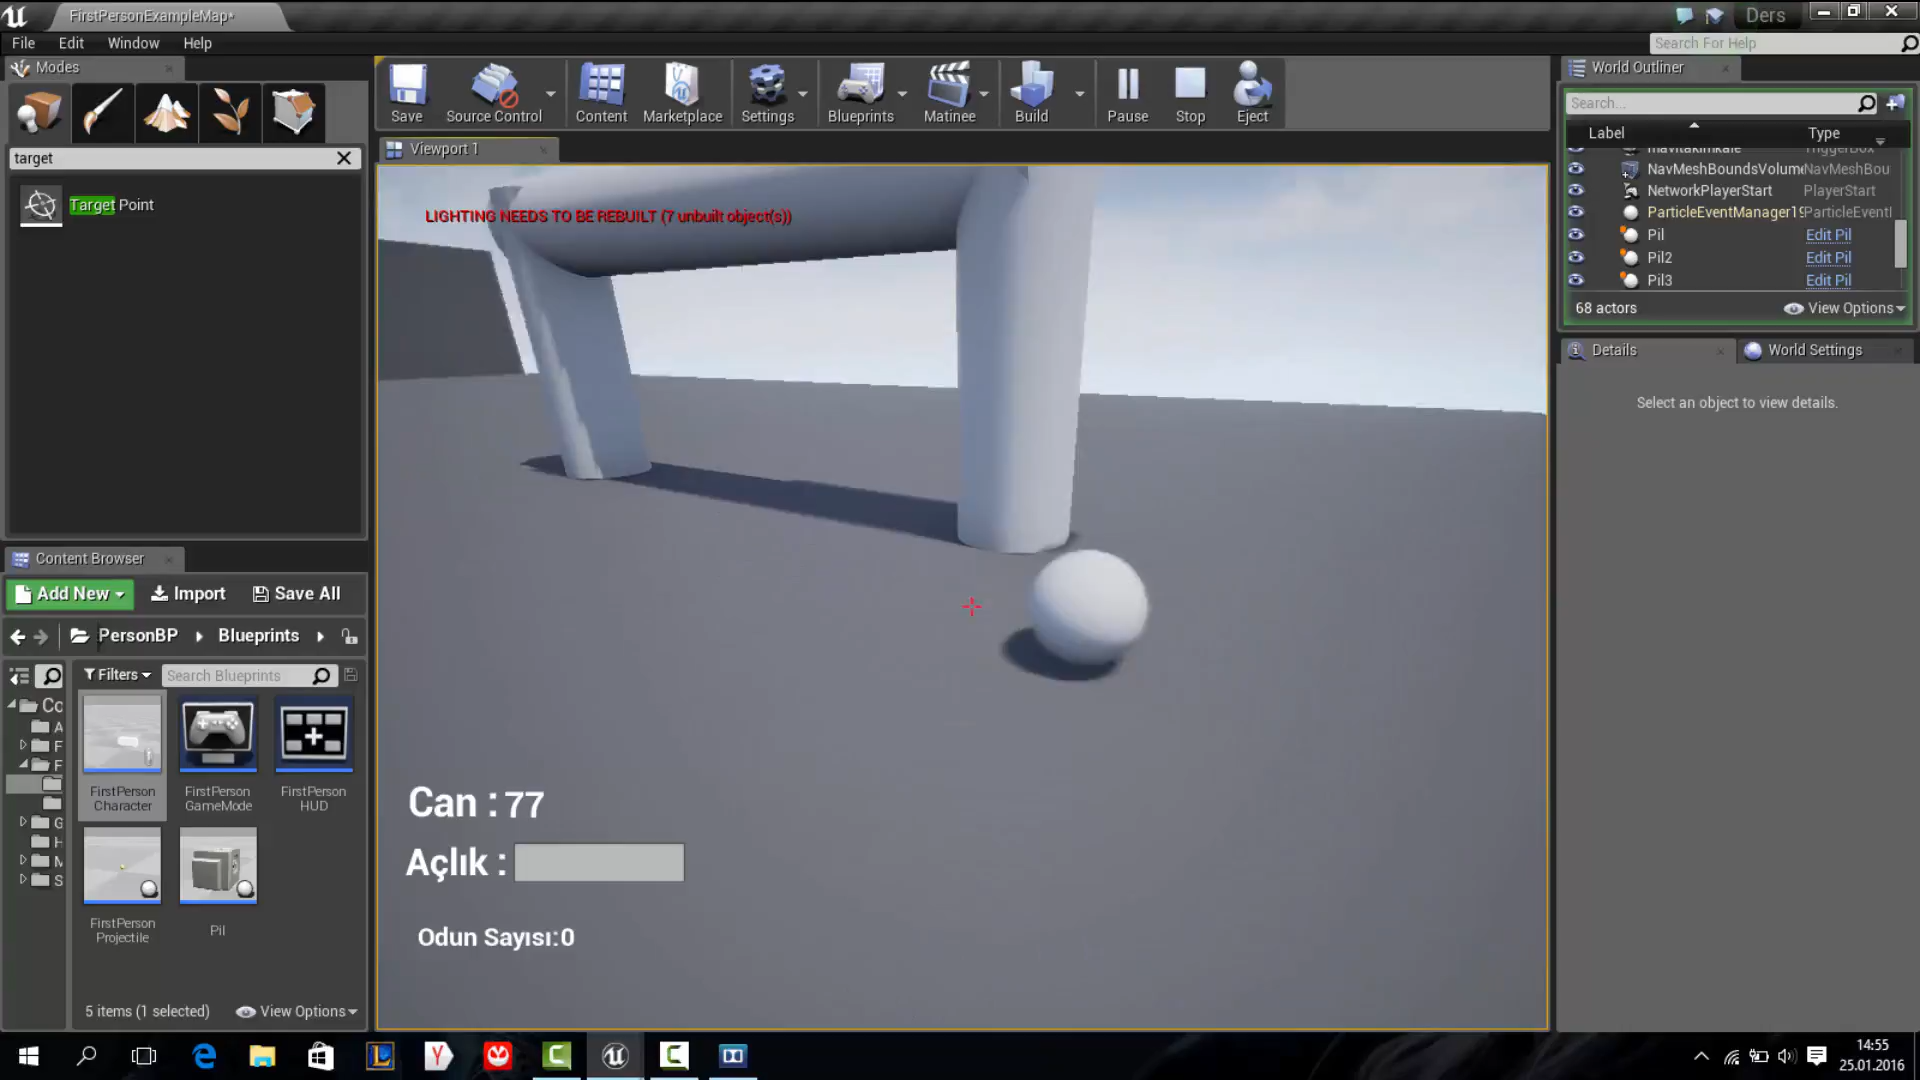 FirstPersonExampleMap*
Ders
File Edit Window Help
Search For Help
Modes
target
Target Point
Save
Source Control
Content
Marketplace
Settings
Blueprints
Matinee
Build
Pause
Stop
Eject
Viewport 1
LIGHTING NEEDS TO BE REBUILT (7 unbuilt object(s))
Can : 77
Açlık :
Odun Sayısı:0
World Outliner
Search...
Label Type
NavMeshBoundsVolume NavMeshBou
NetworkPlayerStart PlayerStart
ParticleEventManager19 ParticleEventI
Pil Edit Pil
Pil2 Edit Pil
Pil3 Edit Pil
68 actors View Options
Details
World Settings
Select an object to view details.
Content Browser
Add New Import Save All
PersonBP Blueprints
Filters Search Blueprints
Co
A
F
F
G
H
M
S
FirstPerson
Character
FirstPerson
GameMode
FirstPerson
HUD
FirstPerson
Projectile
Pil
5 items (1 selected) View Options
14:55
25.01.2016